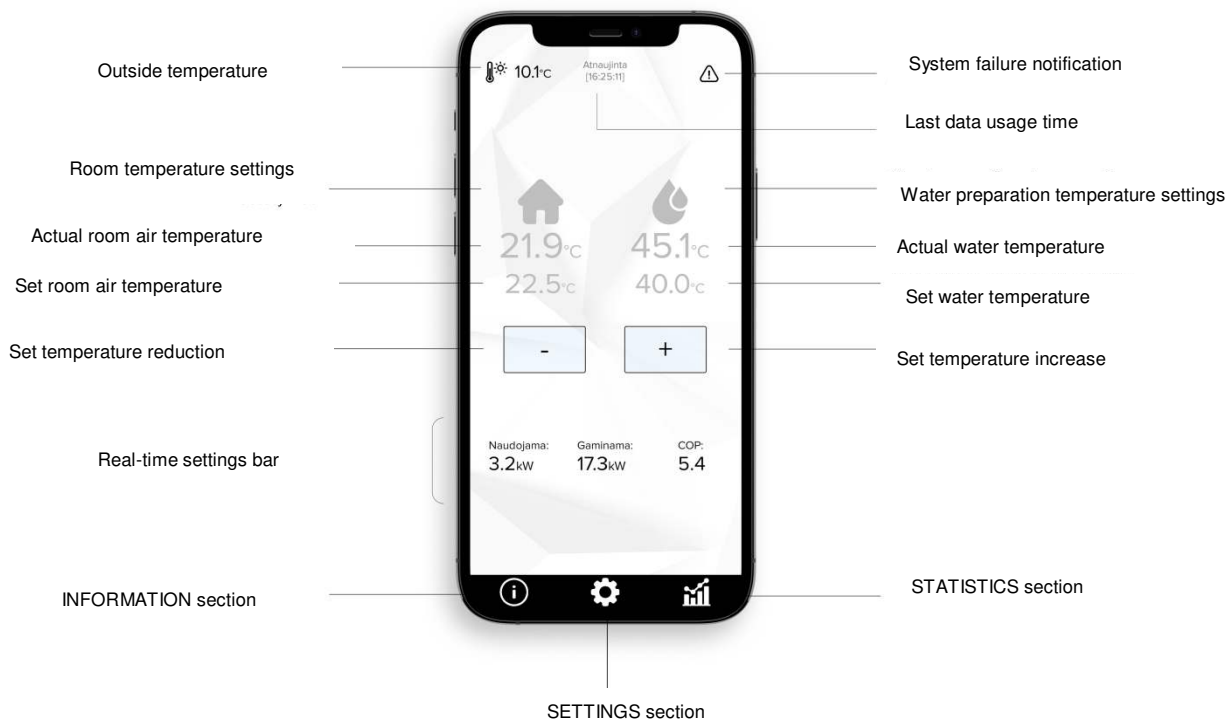 Outside temperature
10.1°C
Atnaujinta
[16:25:11]
System failure notification
Last data usage time
Room temperature settings
Water preparation temperature settings
Actual room air temperature
21.9°C
45.1°C
Actual water temperature
Set room air temperature
22.5°C
40.0°C
Set water temperature
Set temperature reduction
-
+
Set temperature increase
Real-time settings bar
Naudojama:
3.2kW
Gaminama:
17.3kW
COP:
5.4
INFORMATION section
STATISTICS section
SETTINGS section